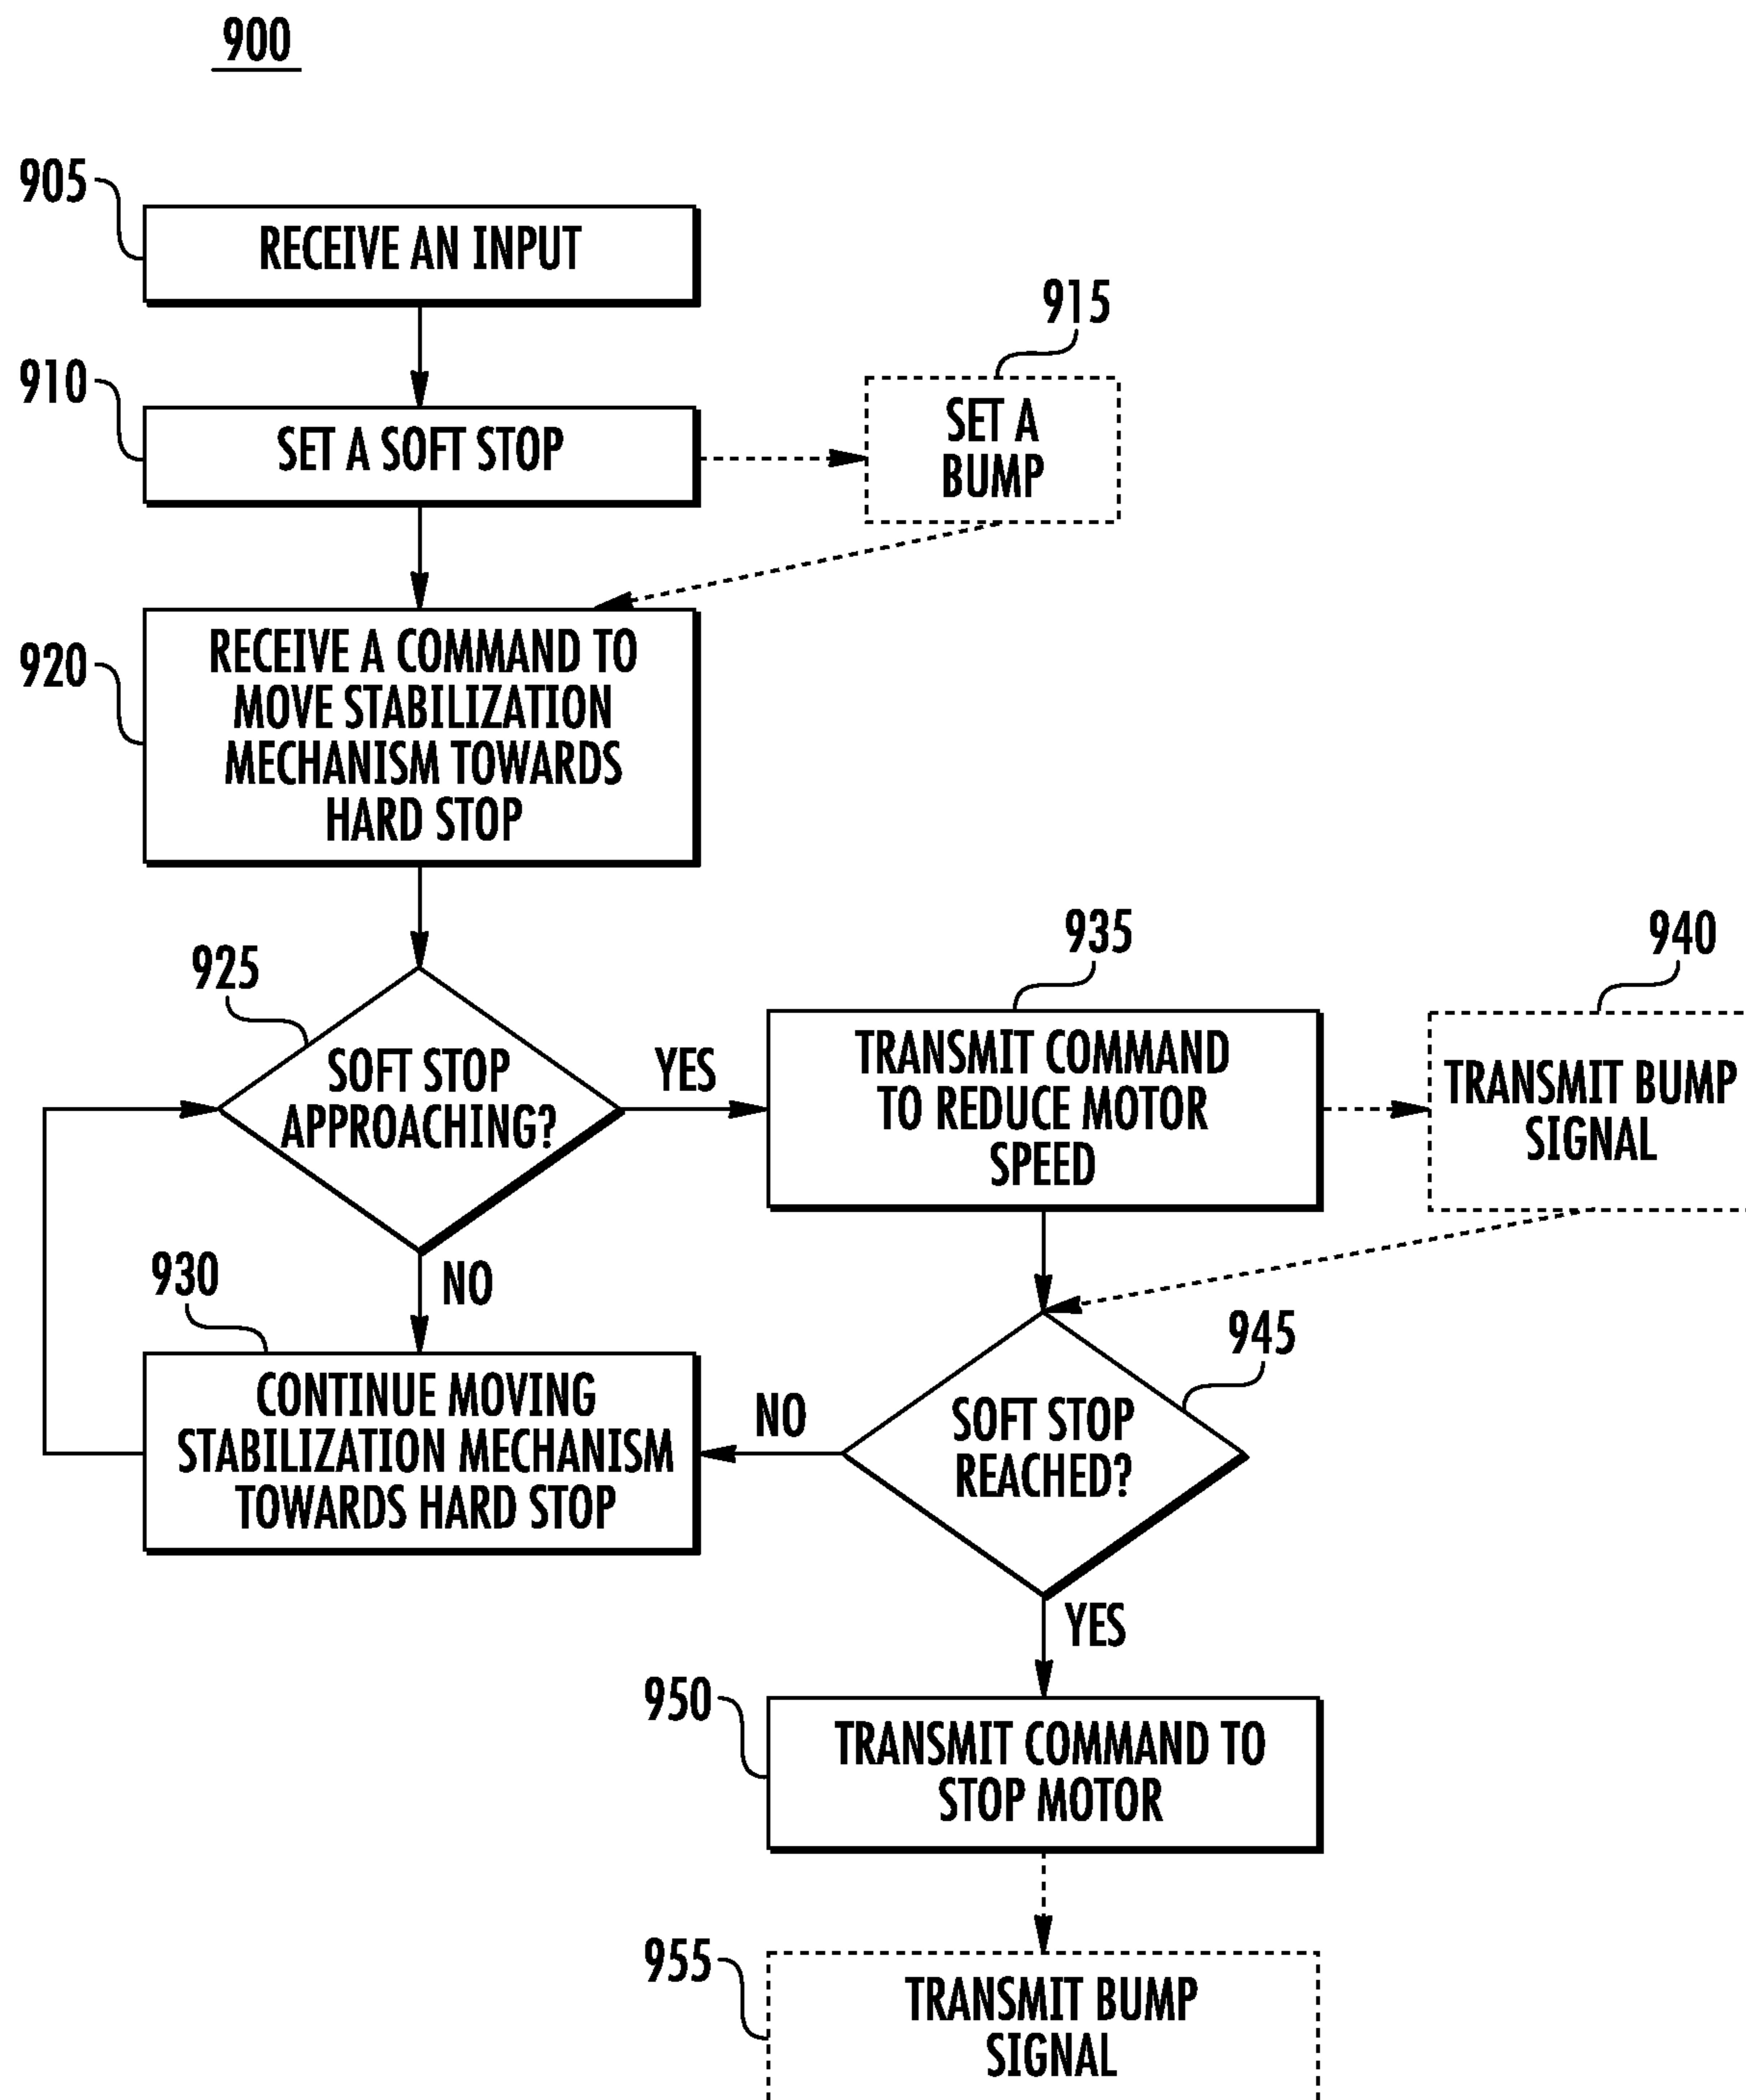 900
905
RECEIVE AN INPUT
910
SET A SOFT STOP
915
SET A
BUMP
920
RECEIVE A COMMAND TO
MOVE STABILIZATION
MECHANISM TOWARDS
HARD STOP
925
SOFT STOP
APPROACHING?
YES
NO
935
TRANSMIT COMMAND
TO REDUCE MOTOR
SPEED
940
TRANSMIT BUMP
SIGNAL
930
CONTINUE MOVING
STABILIZATION MECHANISM
TOWARDS HARD STOP
NO
945
SOFT STOP
REACHED?
YES
950
TRANSMIT COMMAND TO
STOP MOTOR
955
TRANSMIT BUMP
SIGNAL